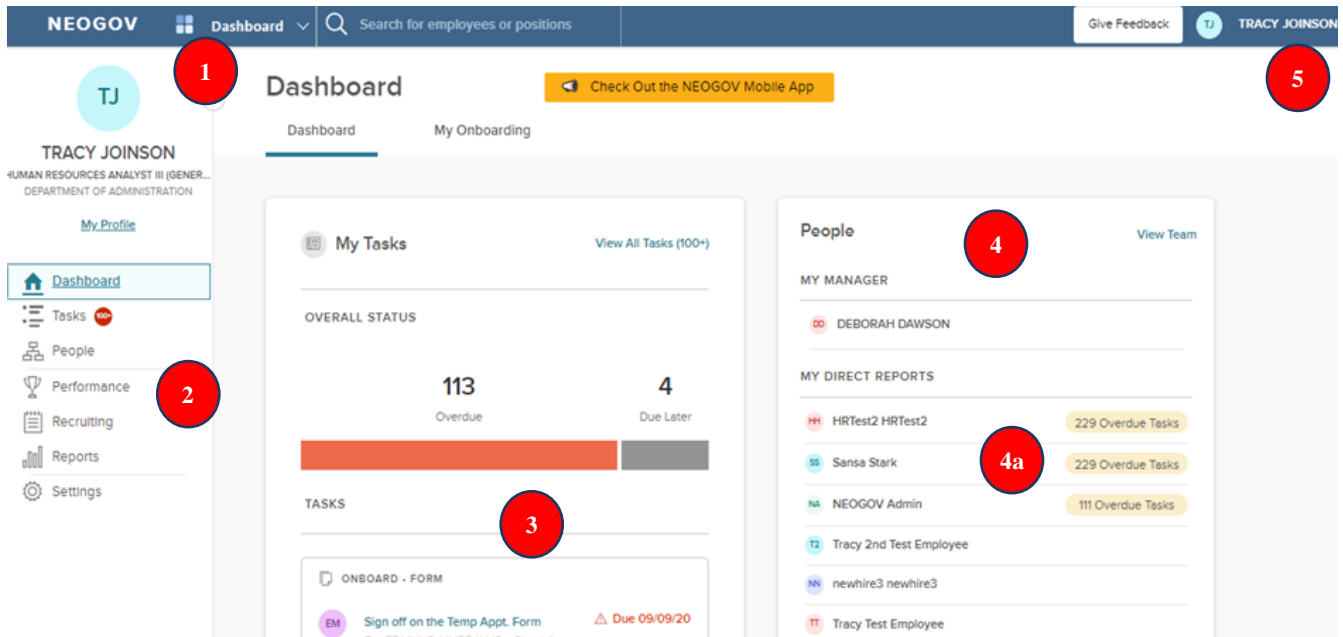 NEOGOV Dashboard Search for employees or positions Give Feedback TJ TRACY JOINSON
1
5
TJ
TRACY JOINSON
HUMAN RESOURCES ANALYST III (GENER...
DEPARTMENT OF ADMINISTRATION
My Profile
Dashboard
Tasks 100+
People
Performance
2
Recruiting
Reports
Settings
Dashboard
Check Out the NEOGOV Mobile App
Dashboard My Onboarding
My Tasks View All Tasks (100+)
OVERALL STATUS
113 4
Overdue Due Later
TASKS
3
ONBOARD - FORM
EM Sign off on the Temp Appt. Form Due 09/09/20
People 4 View Team
MY MANAGER
DD DEBORAH DAWSON
MY DIRECT REPORTS
HH HRTest2 HRTest2 229 Overdue Tasks
4a
SS Sansa Stark 229 Overdue Tasks
NA NEOGOV Admin 111 Overdue Tasks
T2 Tracy 2nd Test Employee
NN newhire3 newhire3
TT Tracy Test Employee